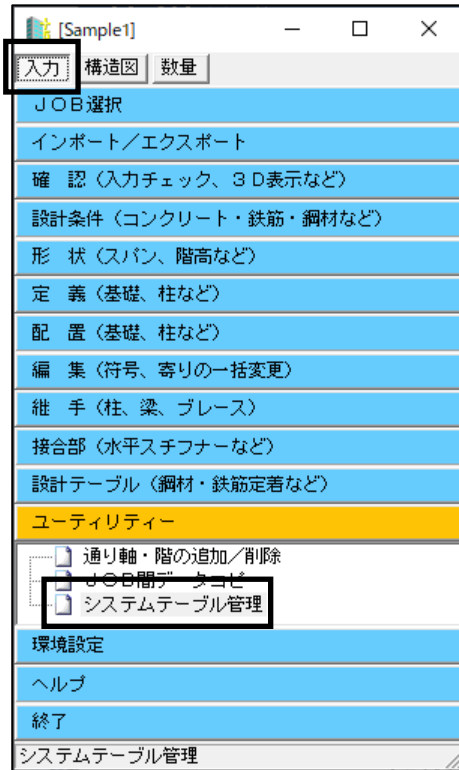 [Sample1]
入力 構造図 数量
ＪＯＢ選択
インポート／エクスポート
確　認（入力チェック、３Ｄ表示など）
設計条件（コンクリート・鉄筋・鋼材など）
形　状（スパン、階高など）
定　義（基礎、柱など）
配　置（基礎、柱など）
編　集（符号、寄りの一括変更）
継　手（柱、梁、ブレース）
接合部（水平スチフナーなど）
設計テーブル（鋼材・鉄筋定着など）
ユーティリティー
通り軸・階の追加／削除
ＪＯＢ間データコピー
システムテーブル管理
環境設定
ヘルプ
終了
システムテーブル管理